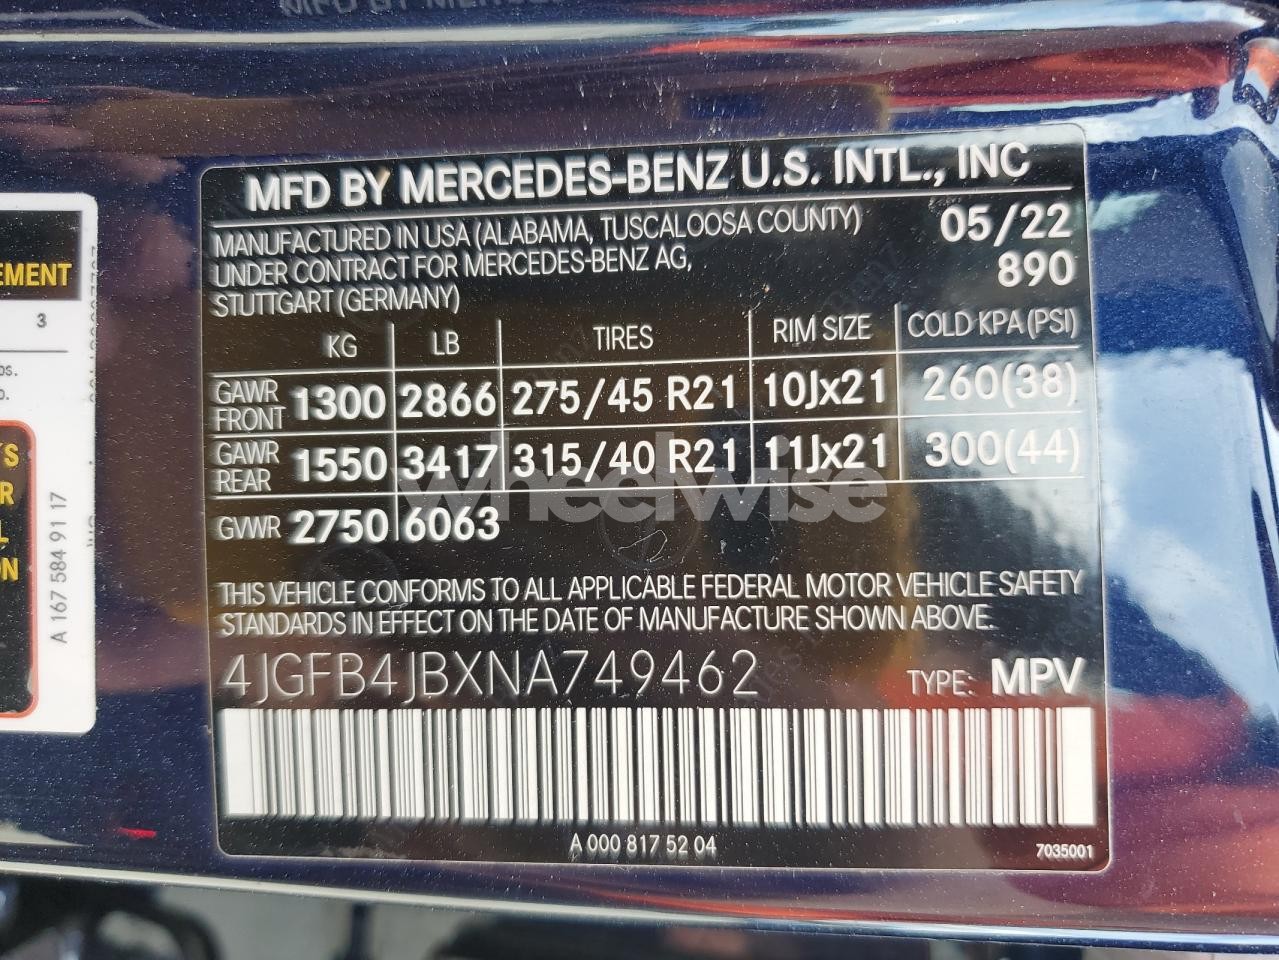 MFD BY MERCEDES-BENZ U.S. INTL., INC
MANUFACTURED IN USA (ALABAMA, TUSCALOOSA COUNTY) 05/22
UNDER CONTRACT FOR MERCEDES-BENZ AG, 890
STUTTGART (GERMANY)
KG LB TIRES RIM SIZE COLD KPA (PSI)
GAWR FRONT 1300 2866 275/45 R21 10Jx21 260(38)
GAWR REAR 1550 3417 315/40 R21 11Jx21 300(44)
GVWR 2750 6063
wheelwise
THIS VEHICLE CONFORMS TO ALL APPLICABLE FEDERAL MOTOR VEHICLE SAFETY
STANDARDS IN EFFECT ON THE DATE OF MANUFACTURE SHOWN ABOVE.
4JGFB4JBXNA749462 TYPE: MPV
A 000 817 52 04
7035001
EMENT
3
A 167 584 91 17